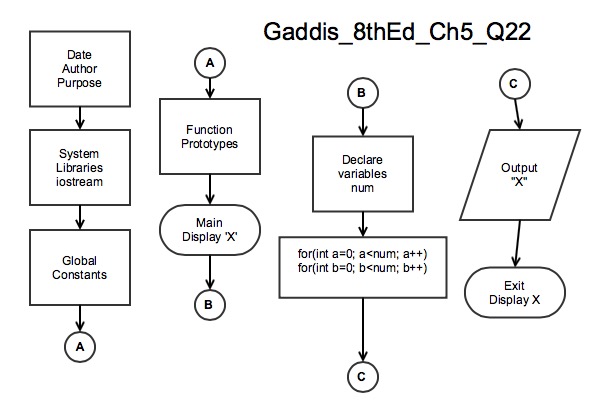 Gaddis_8thEd_Ch5_Q22
Date
Author
Purpose
System
Libraries
iostream
Global
Constants
A
A
Function
Prototypes
Main
Display 'X'
B
B
Declare
variables
num
for(int a=0; a<num; a++)
for(int b=0; b<num; b++)
C
C
Output
"X"
Exit
Display X